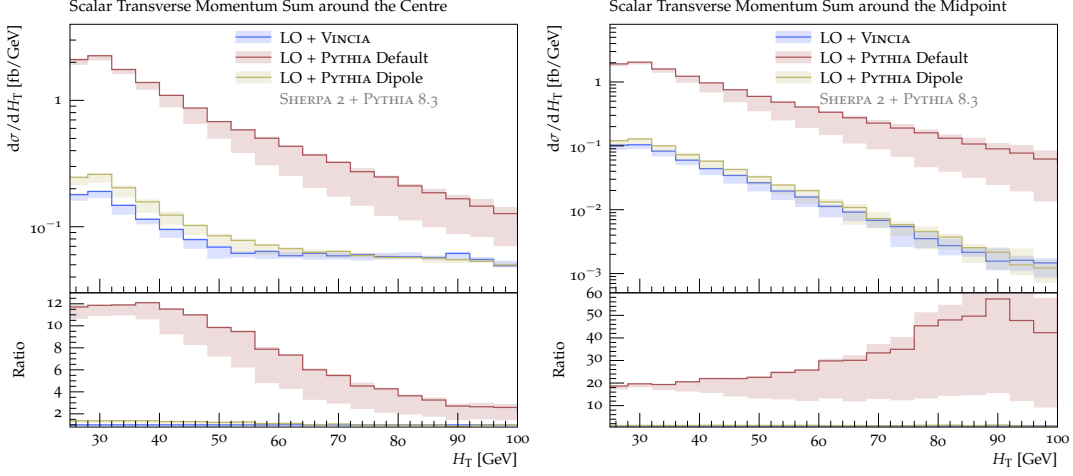 Scalar Transverse Momentum Sum around the Centre
dσ/dH_T [fb/GeV]
1
10⁻¹
LO + VINCIA
LO + PYTHIA Default
LO + PYTHIA Dipole
SHERPA 2 + PYTHIA 8.3
Ratio
12
10
8
6
4
2
30 40 50 60 70 80 90 100
H_T [GeV]
Scalar Transverse Momentum Sum around the Midpoint
dσ/dH_T [fb/GeV]
1
10⁻¹
10⁻²
10⁻³
LO + VINCIA
LO + PYTHIA Default
LO + PYTHIA Dipole
SHERPA 2 + PYTHIA 8.3
Ratio
60
50
40
30
20
10
30 40 50 60 70 80 90 100
H_T [GeV]